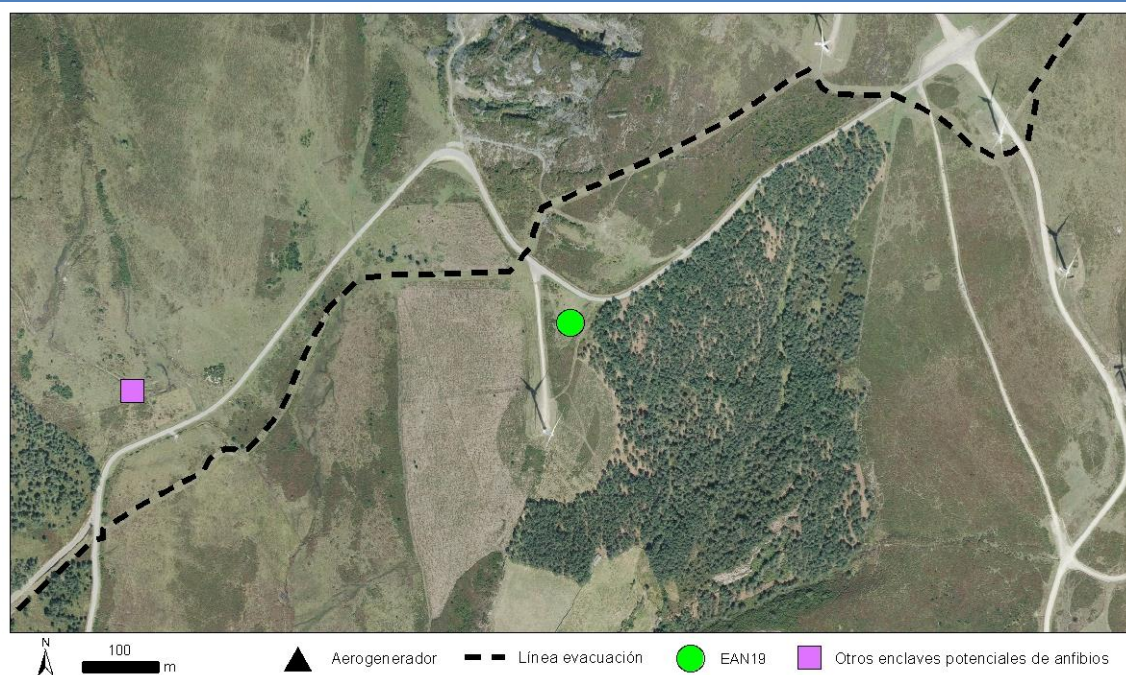 N
100
m
Aerogenerador
Línea evacuación
EAN19
Otros enclaves potenciales de anfibios